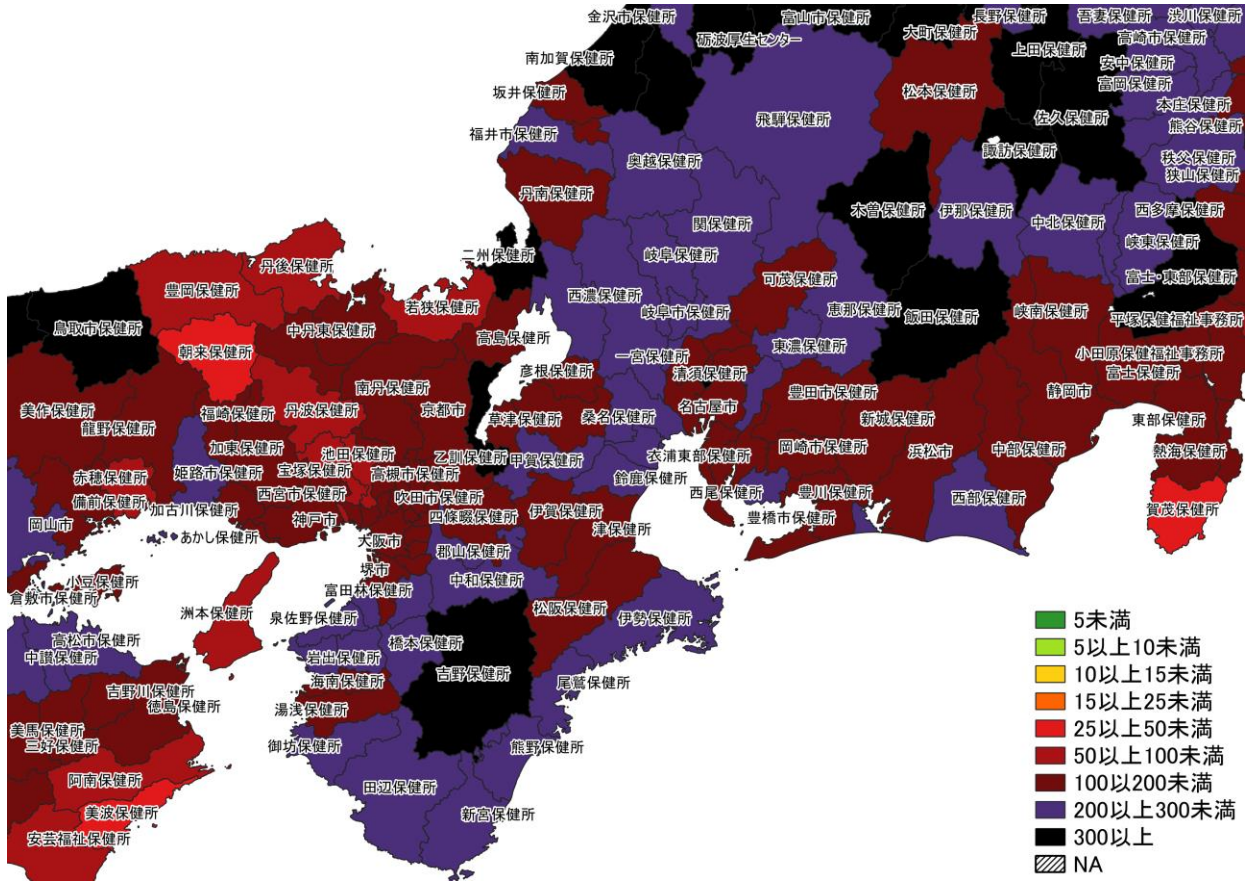 金沢市保健所
富山市保健所
長野保健所
吾妻保健所
渋川保健所
砺波厚生センター
大町保健所
高崎市保健所
南加賀保健所
上田保健所
安中保健所
富岡保健所
坂井保健所
松本保健所
本庄保健所
佐久保健所
熊谷保健所
福井市保健所
飛騨保健所
諏訪保健所
秩父保健所
狭山保健所
奥越保健所
丹南保健所
木曽保健所
伊那保健所
中北保健所
西多摩保健所
関保健所
峡東保健所
二州保健所
岐阜保健所
富士・東部保健所
丹後保健所
可茂保健所
豊岡保健所
西濃保健所
若狭保健所
恵那保健所
飯田保健所
峡南保健所
平塚保健福祉事務所
鳥取市保健所
岐阜市保健所
中丹東保健所
高島保健所
東濃保健所
朝来保健所
一宮保健所
小田原保健福祉事務所
彦根保健所
清須保健所
富士保健所
南丹保健所
豊田市保健所
静岡市
美作保健所
福崎保健所
丹波保健所
京都市
草津保健所
桑名保健所
名古屋市
新城保健所
東部保健所
龍野保健所
加東保健所
池田保健所
乙訓保健所
甲賀保健所
衣浦東部保健所
岡崎市保健所
浜松市
中部保健所
熱海保健所
姫路市保健所
宝塚保健所
高槻市保健所
鈴鹿保健所
赤穂保健所
西宮市保健所
吹田市保健所
西尾保健所
豊川保健所
西部保健所
備前保健所
加古川保健所
神戸市
四條畷保健所
伊賀保健所
豊橋市保健所
賀茂保健所
岡山市
あかし保健所
大阪市
郡山保健所
津保健所
堺市
中和保健所
小豆保健所
富田林保健所
倉敷市保健所
洲本保健所
泉佐野保健所
松阪保健所
伊勢保健所
高松市保健所
橋本保健所
中讃保健所
岩出保健所
吉野保健所
海南保健所
尾鷲保健所
吉野川保健所
徳島保健所
湯浅保健所
美馬保健所
三好保健所
御坊保健所
熊野保健所
阿南保健所
田辺保健所
美波保健所
新宮保健所
安芸福祉保健所
5未満
5以上10未満
10以上15未満
15以上25未満
25以上50未満
50以上100未満
100以200未満
200以上300未満
300以上
NA